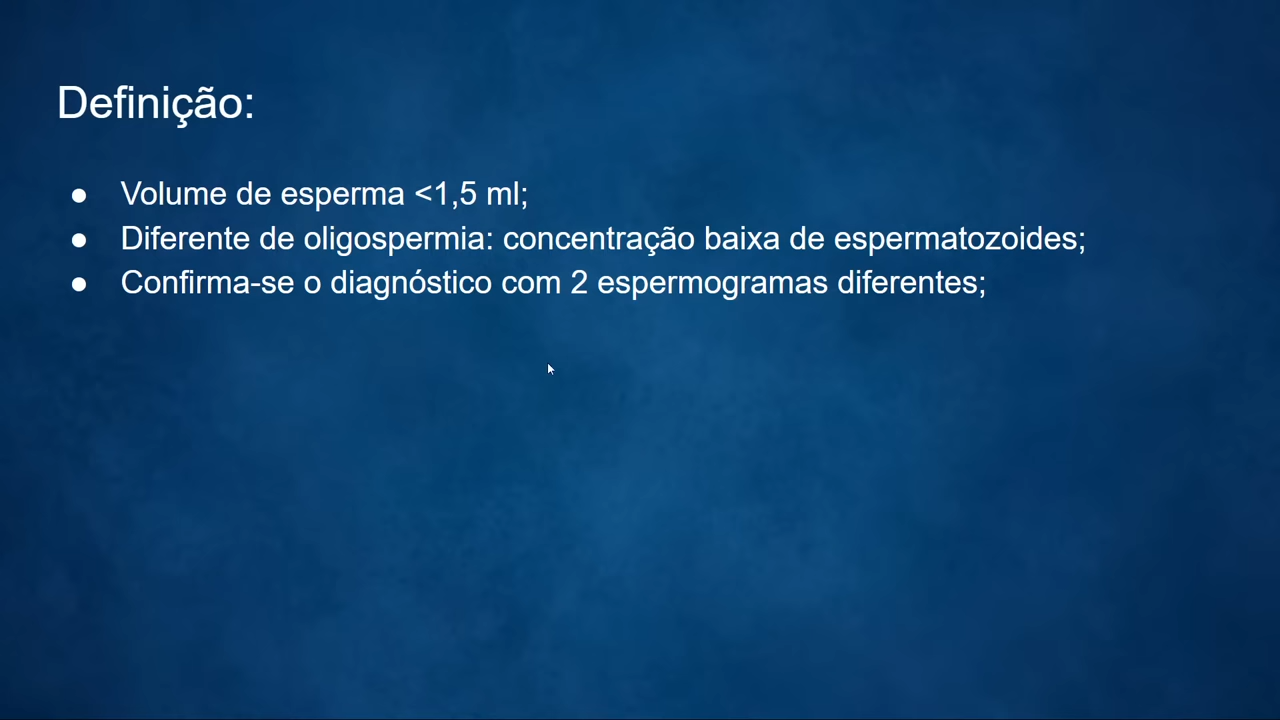 Definição:
● Volume de esperma <1,5 ml;
● Diferente de oligospermia: concentração baixa de espermatozoides;
● Confirma-se o diagnóstico com 2 espermogramas diferentes;